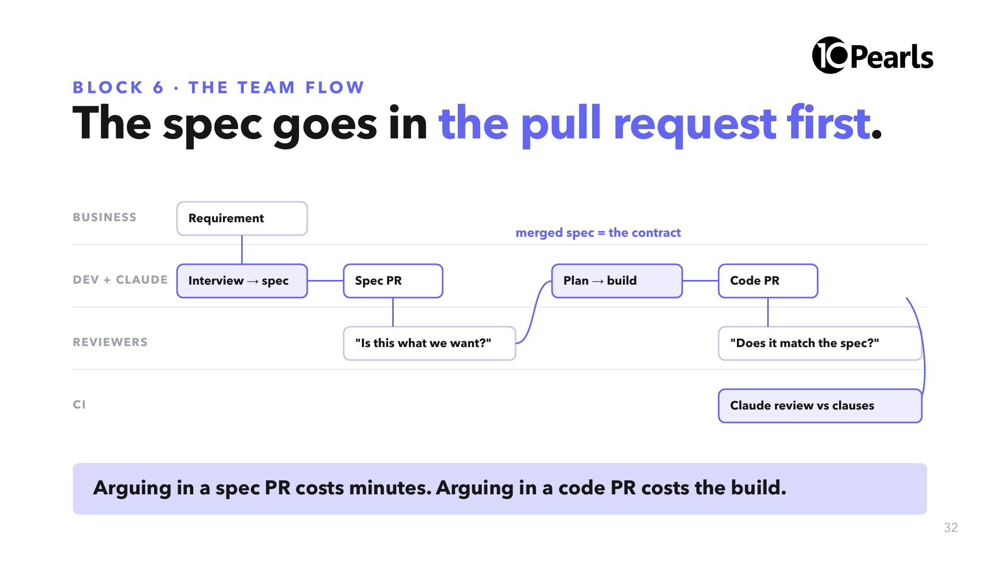 10Pearls
BLOCK 6 · THE TEAM FLOW
The spec goes in the pull request first.
BUSINESS
Requirement
merged spec = the contract
DEV + CLAUDE
Interview → spec
Spec PR
Plan → build
Code PR
REVIEWERS
"Is this what we want?"
"Does it match the spec?"
CI
Claude review vs clauses
Arguing in a spec PR costs minutes. Arguing in a code PR costs the build.
32